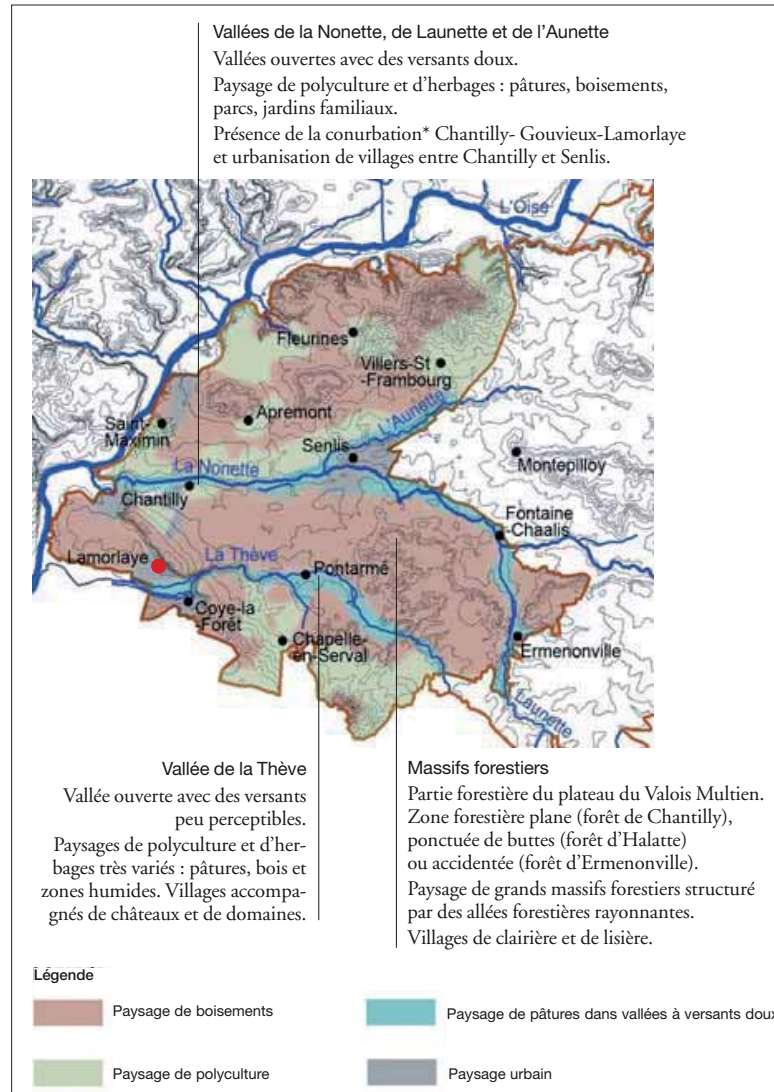 Vallées de la Nonette, de Launette et de l'Aunette
Vallées ouvertes avec des versants doux.
Paysage de polyculture et d'herbages : pâtures, boisements,
parcs, jardins familiaux.
Présence de la conurbation* Chantilly- Gouvieux-Lamorlaye
et urbanisation de villages entre Chantilly et Senlis.
L'Oise
Fleurines
Villers-St
-Frambourg
Apremont
Saint-
Maximin
L'Aunette
Senlis
La Nonette
Montepilloy
Chantilly
Fontaine
-Chaalis
Lamorlaye
La Thève
Pontarmé
Coye-la
-Forêt
Chapelle-
en-Serval
Ermenonville
Launette
Vallée de la Thève
Vallée ouverte avec des versants
peu perceptibles.
Paysages de polyculture et d'her-
bages très variés : pâtures, bois et
zones humides. Villages accompa-
gnés de châteaux et de domaines.
Massifs forestiers
Partie forestière du plateau du Valois Multien.
Zone forestière plane (forêt de Chantilly),
ponctuée de buttes (forêt d'Halatte)
ou accidentée (forêt d'Ermenonville).
Paysage de grands massifs forestiers structuré
par des allées forestières rayonnantes.
Villages de clairière et de lisière.
Légende
Paysage de boisements
Paysage de pâtures dans vallées à versants doux
Paysage de polyculture
Paysage urbain